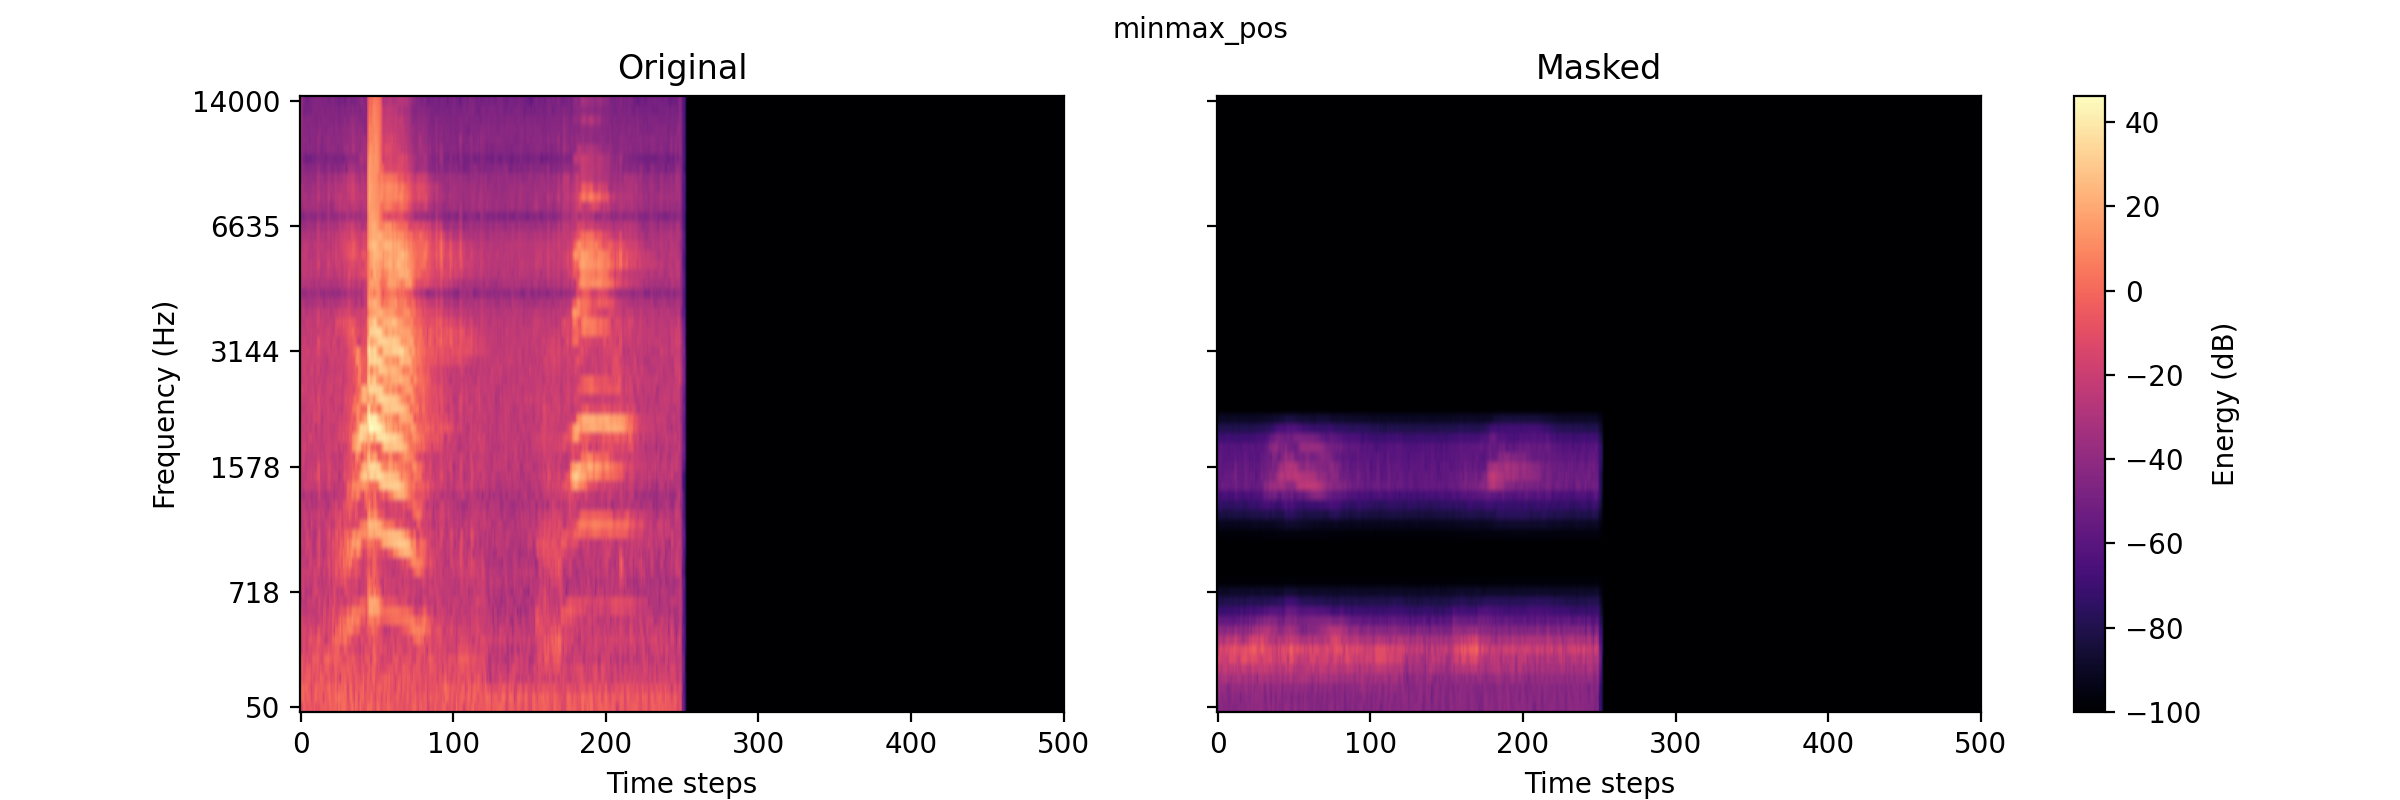 minmax_pos
Original
Masked
14000
6635
3144
1578
718
50
Frequency (Hz)
0 100 200 300 400 500
Time steps
0 100 200 300 400 500
Time steps
40
20
0
−20
−40
−60
−80
−100
Energy (dB)